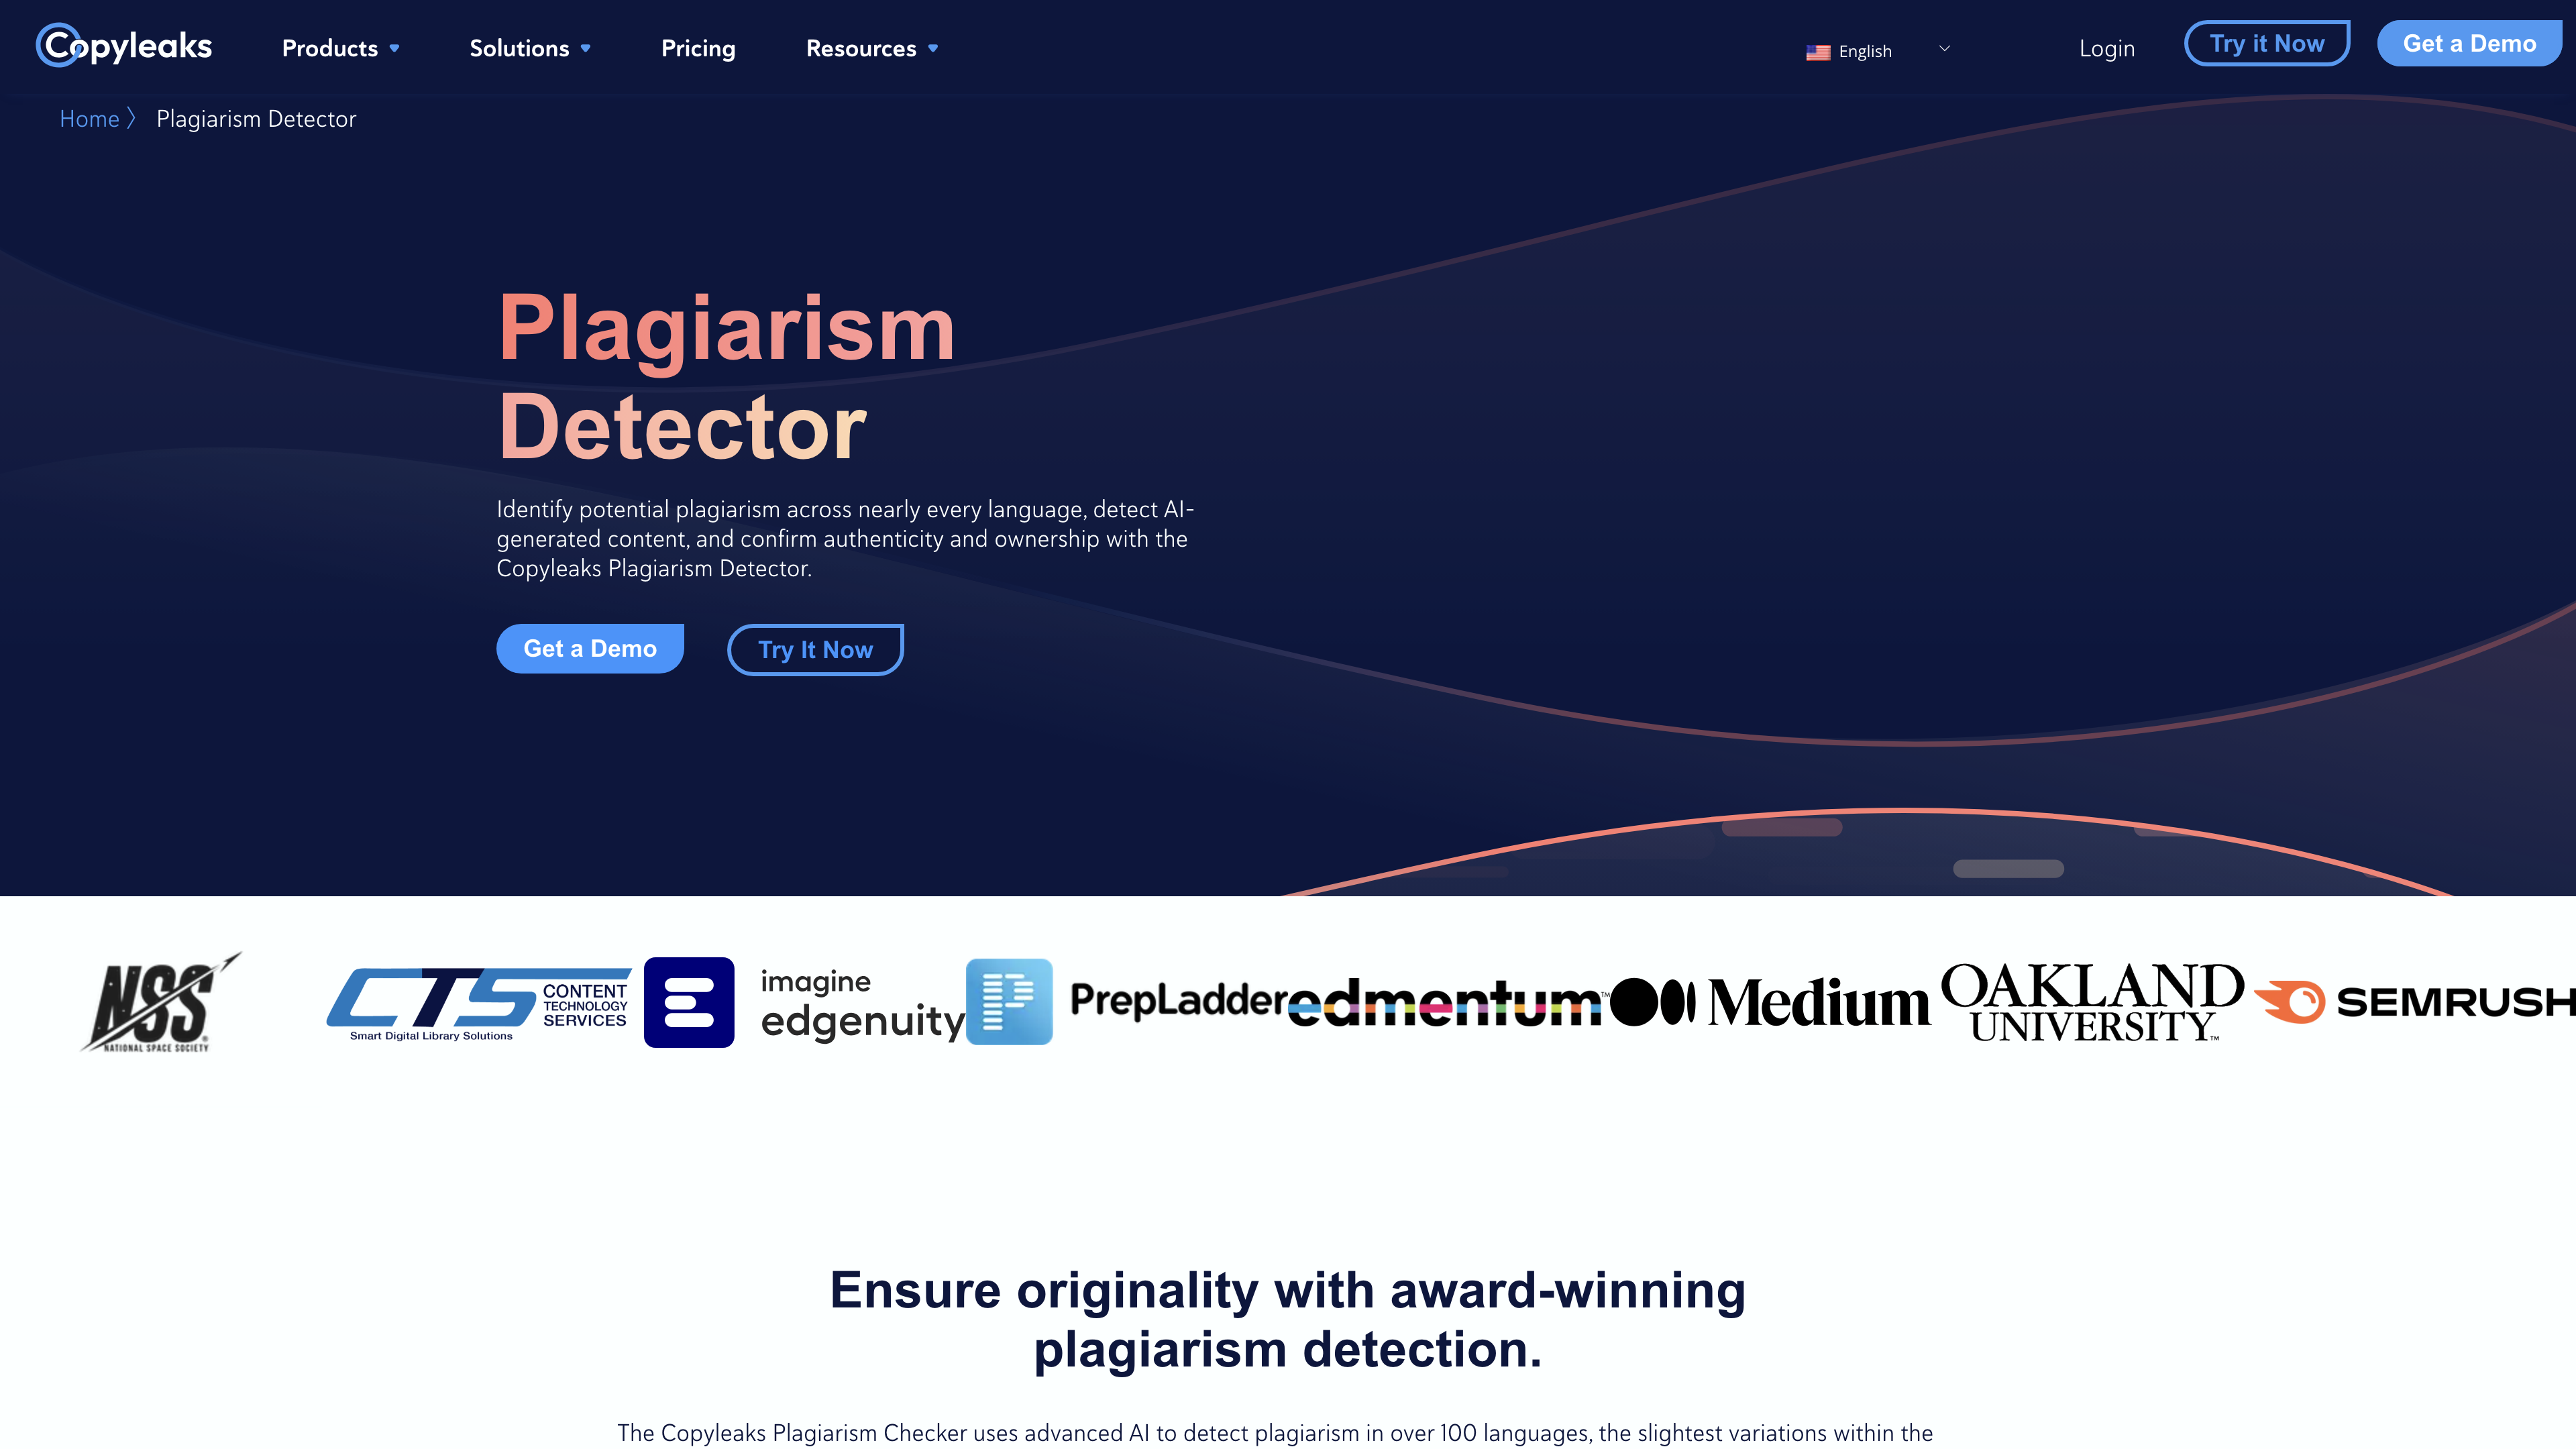 Copyleaks
Products
Solutions
Pricing
Resources
English
Login
Try it Now
Get a Demo
Home
Plagiarism Detector
Plagiarism
Detector
Identify potential plagiarism across nearly every language, detect AI-
generated content, and confirm authenticity and ownership with the
Copyleaks Plagiarism Detector.
Get a Demo
Try It Now
NSS
NATIONAL SPACE SOCIETY
CTS
CONTENT
TECHNOLOGY
SERVICES
Smart Digital Library Solutions
imagine
edgenuity
PrepLadder
edmentum™
Medium
OAKLAND
UNIVERSITY™
SEMRUSH
Ensure originality with award-winning
plagiarism detection.
The Copyleaks Plagiarism Checker uses advanced AI to detect plagiarism in over 100 languages, the slightest variations within the